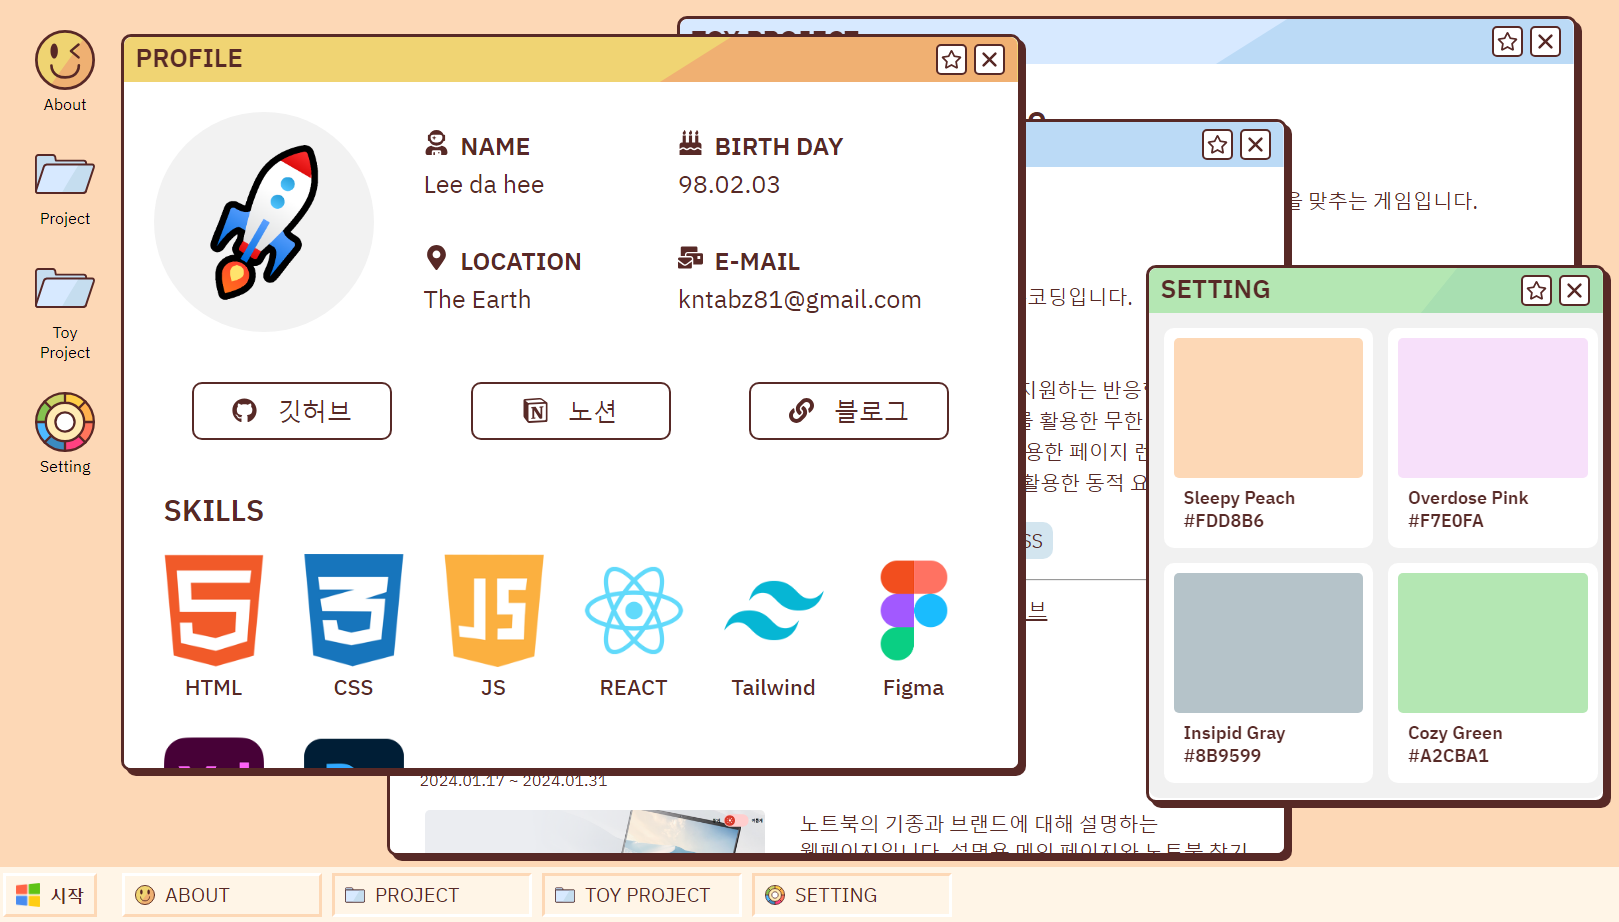 About
Project
Toy
Project
Setting
PROFILE
NAME
Lee da hee
BIRTH DAY
98.02.03
LOCATION
The Earth
E-MAIL
kntabz81@gmail.com
깃허브
노션
블로그
SKILLS
HTML
CSS
JS
REACT
Tailwind
Figma
TOY PROJECT
맞추는 게임입니다.
코딩입니다.
지원하는 반응형
활용한 무한
용한 페이지
활용한 동적 요
SS
브
2024.01.17 ~ 2024.01.31
노트북의 기종과 브랜드에 대해 설명하는
웹페이지입니다. 설명용 메인 페이지와 노트북 찾기
SETTING
Sleepy Peach
#FDD8B6
Overdose Pink
#F7E0FA
Insipid Gray
#8B9599
Cozy Green
#A2CBA1
시작
ABOUT
PROJECT
TOY PROJECT
SETTING